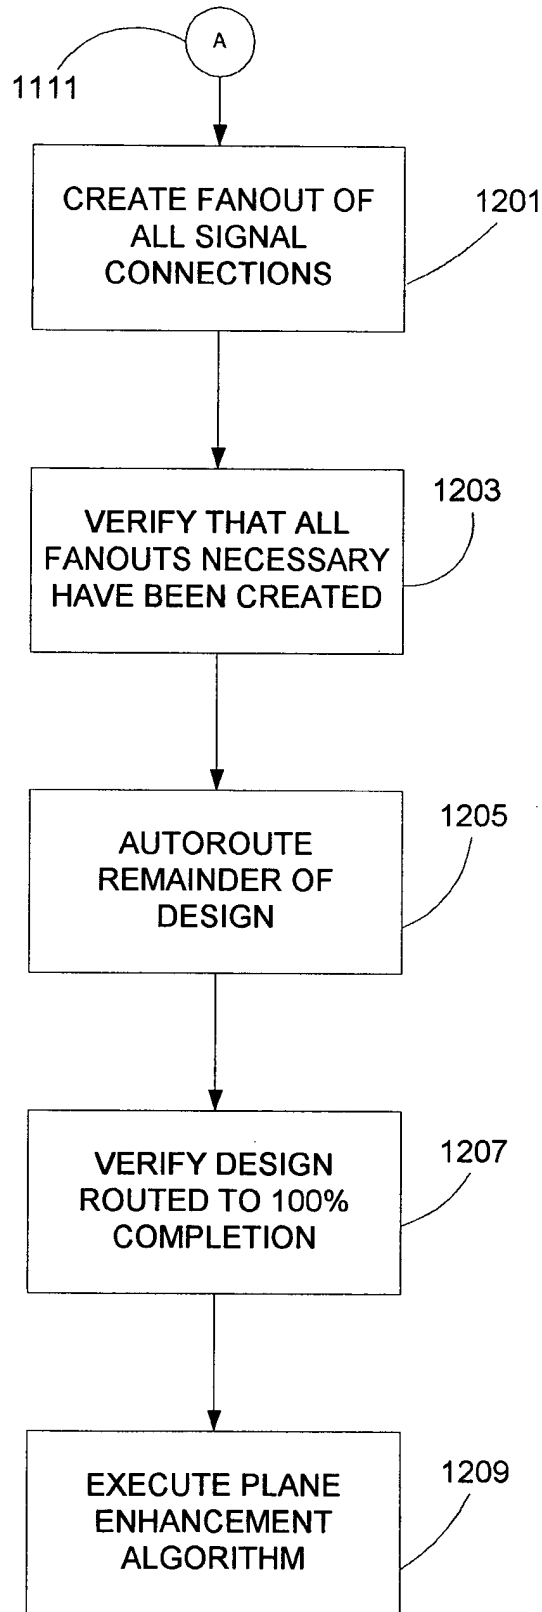 A
1111
CREATE FANOUT OF
ALL SIGNAL
CONNECTIONS
1201
VERIFY THAT ALL
FANOUTS NECESSARY
HAVE BEEN CREATED
1203
AUTOROUTE
REMAINDER OF
DESIGN
1205
VERIFY DESIGN
ROUTED TO 100%
COMPLETION
1207
EXECUTE PLANE
ENHANCEMENT
ALGORITHM
1209